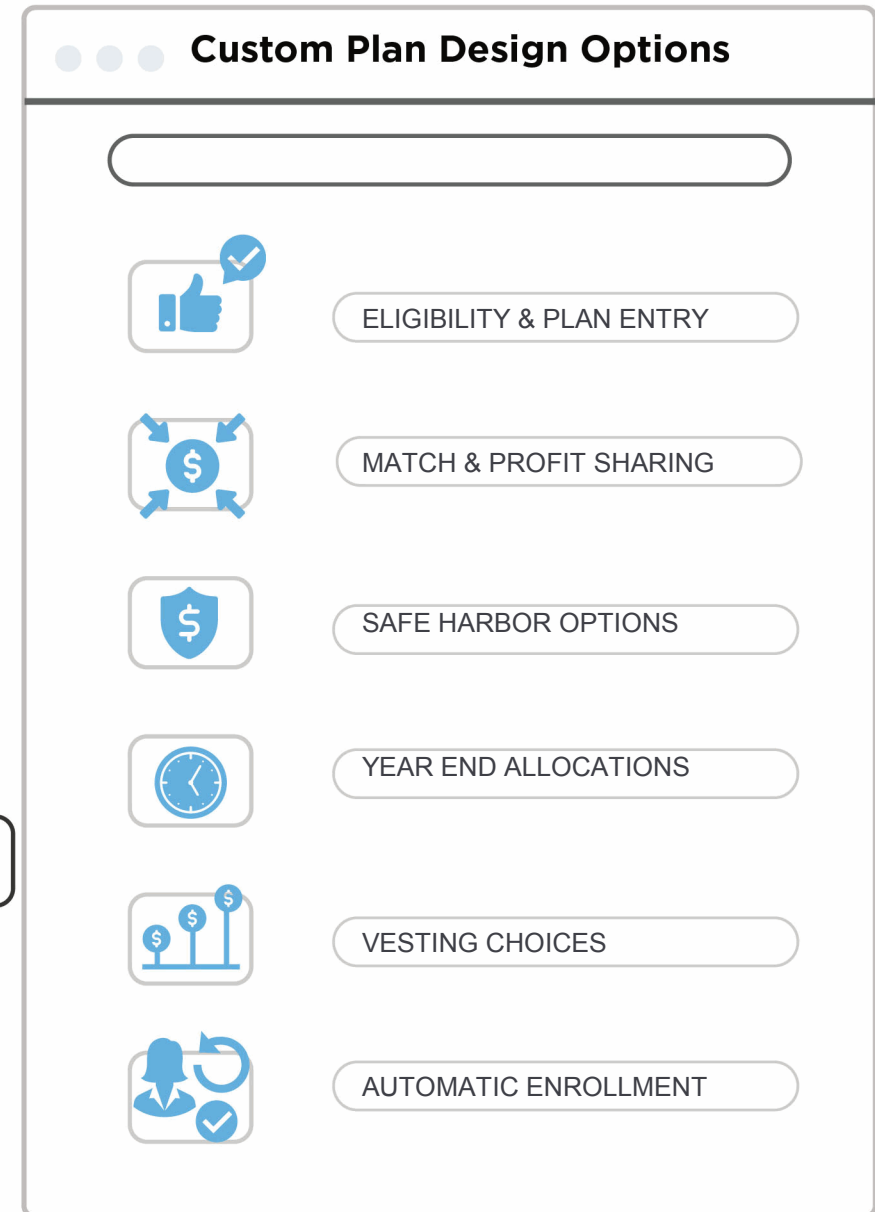 Custom Plan Design Options
ELIGIBILITY & PLAN ENTRY
$
MATCH & PROFIT SHARING
$
SAFE HARBOR OPTIONS
YEAR END ALLOCATIONS
$ $ $
VESTING CHOICES
AUTOMATIC ENROLLMENT